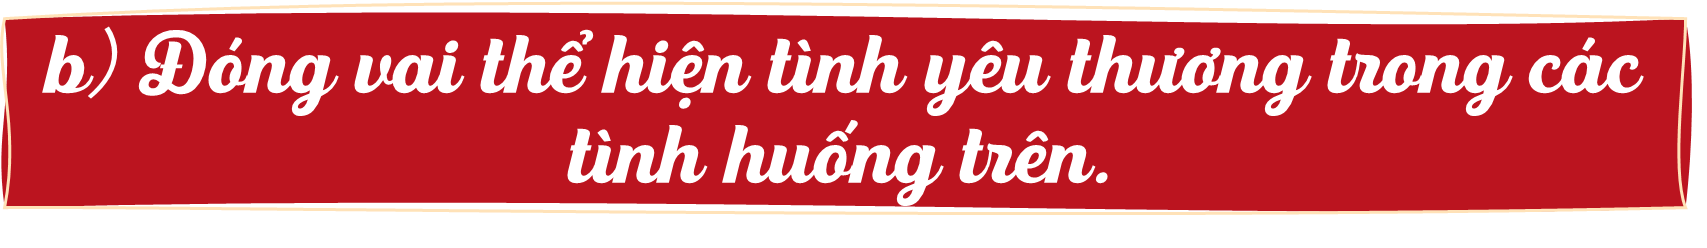 b) Đóng vai thể hiện tình yêu thương trong các
tình huống trên.